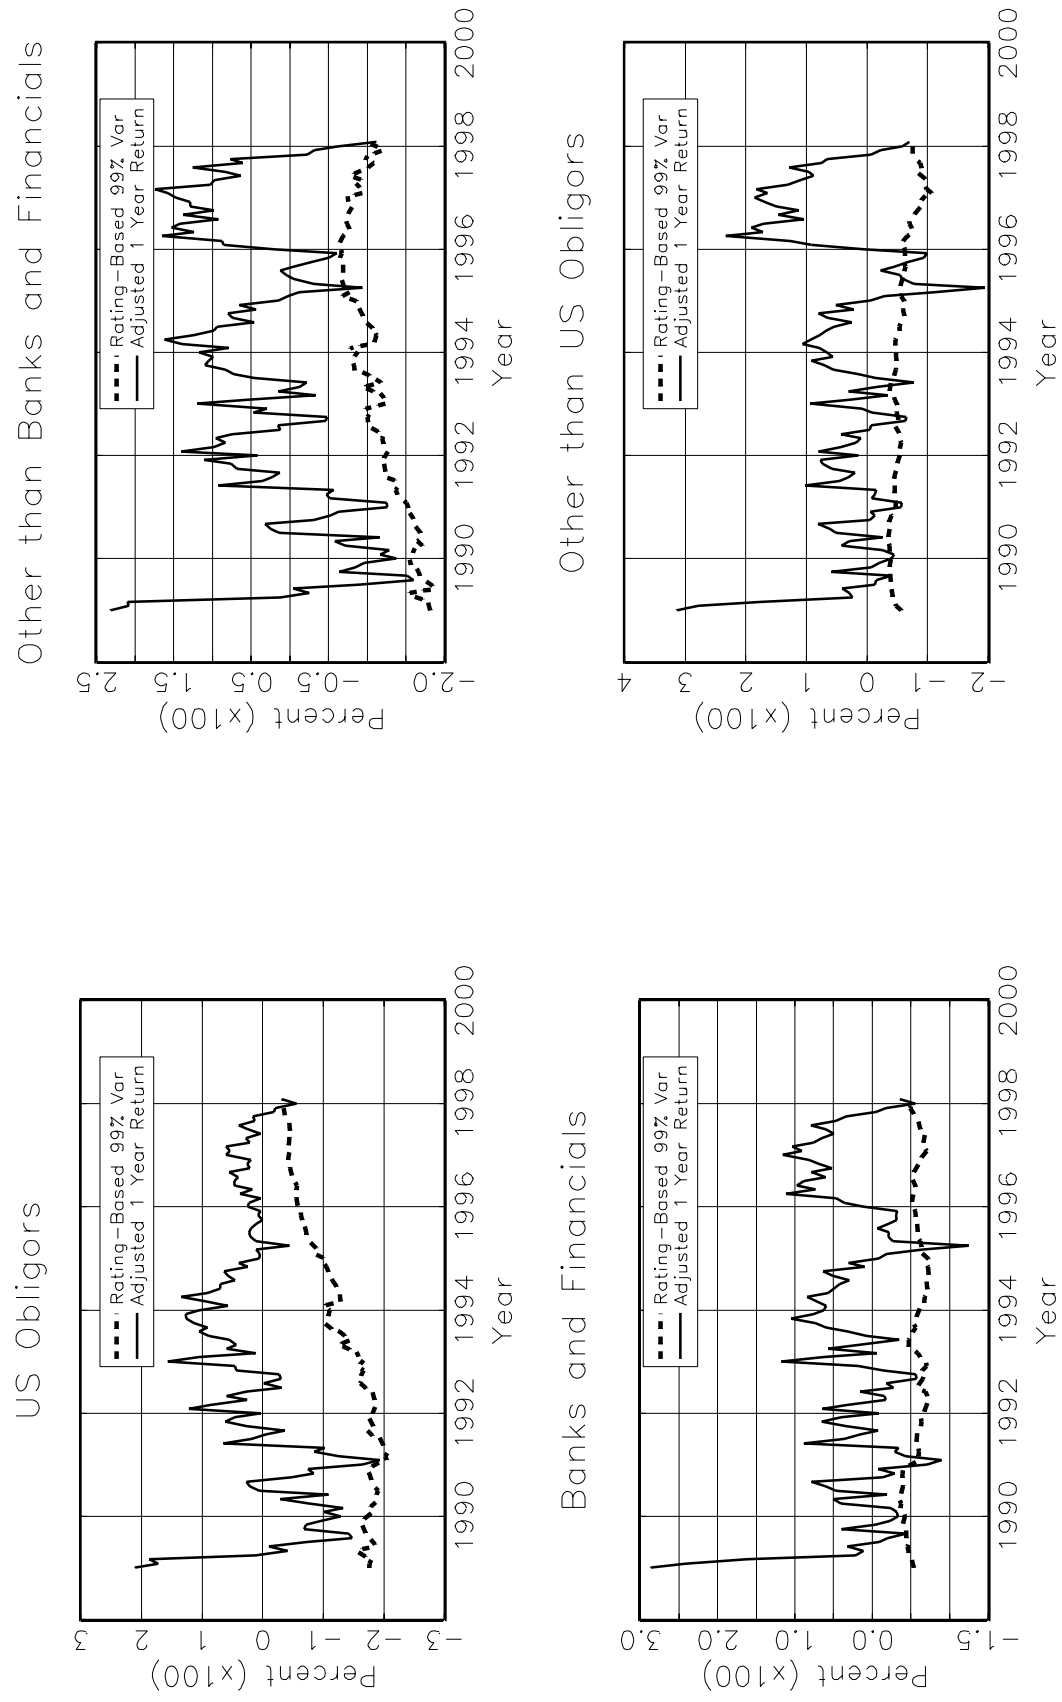 US Obligors
Percent (x100)
3
2
1
0
−1
−2
−3
Rating−Based 99% Var
Adjusted 1 Year Return
1990 1992 1994 1996 1998 2000
Year
Other than Banks and Financials
Percent (x100)
2.5
1.5
0.5
−0.5
−2.0
Rating−Based 99% Var
Adjusted 1 Year Return
1990 1992 1994 1996 1998 2000
Year
Banks and Financials
Percent (x100)
3.0
2.0
1.0
0.0
−1.5
Rating−Based 99% Var
Adjusted 1 Year Return
1990 1992 1994 1996 1998 2000
Year
Other than US Obligors
Percent (x100)
4
3
2
1
0
−1
−2
Rating−Based 99% Var
Adjusted 1 Year Return
1990 1992 1994 1996 1998 2000
Year